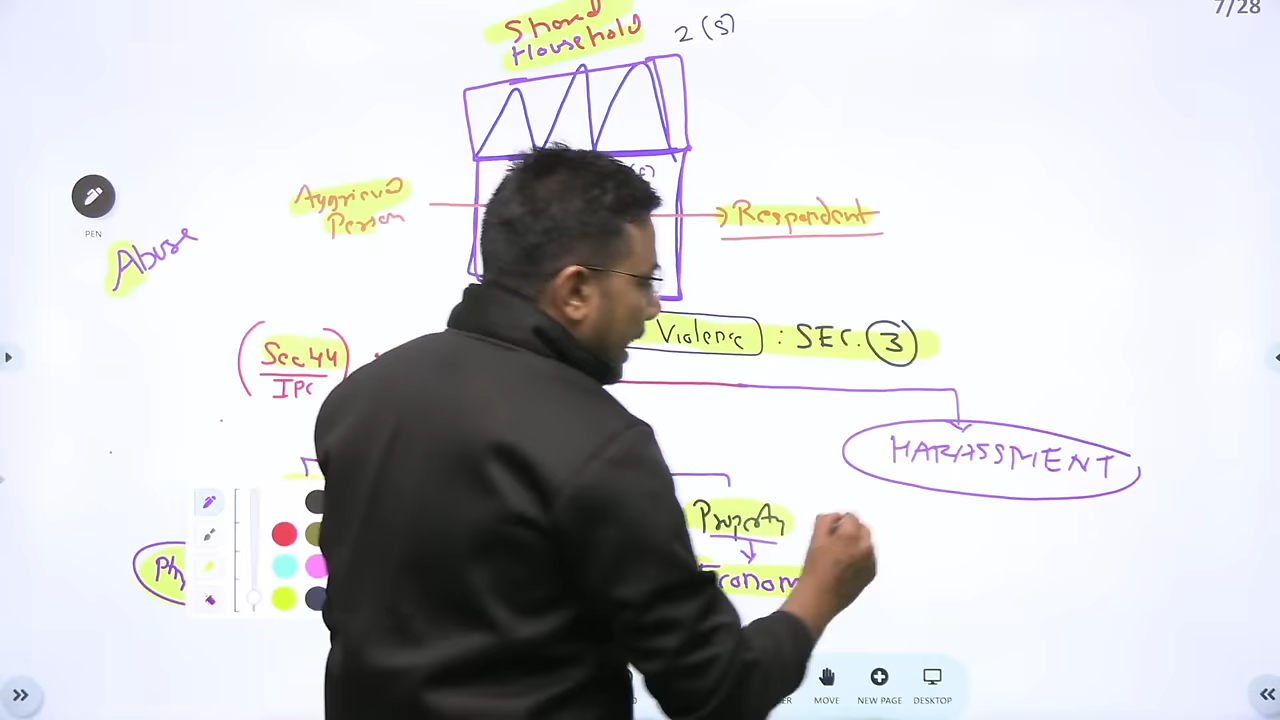 7/28
Shared
Household
2 (s)
Aggrieved
Person
Respondent
PEN
Abuse
Violence : SEC. 3
Sec 44
IPC
HARASSMENT
Property
MOVE
NEW PAGE
DESKTOP